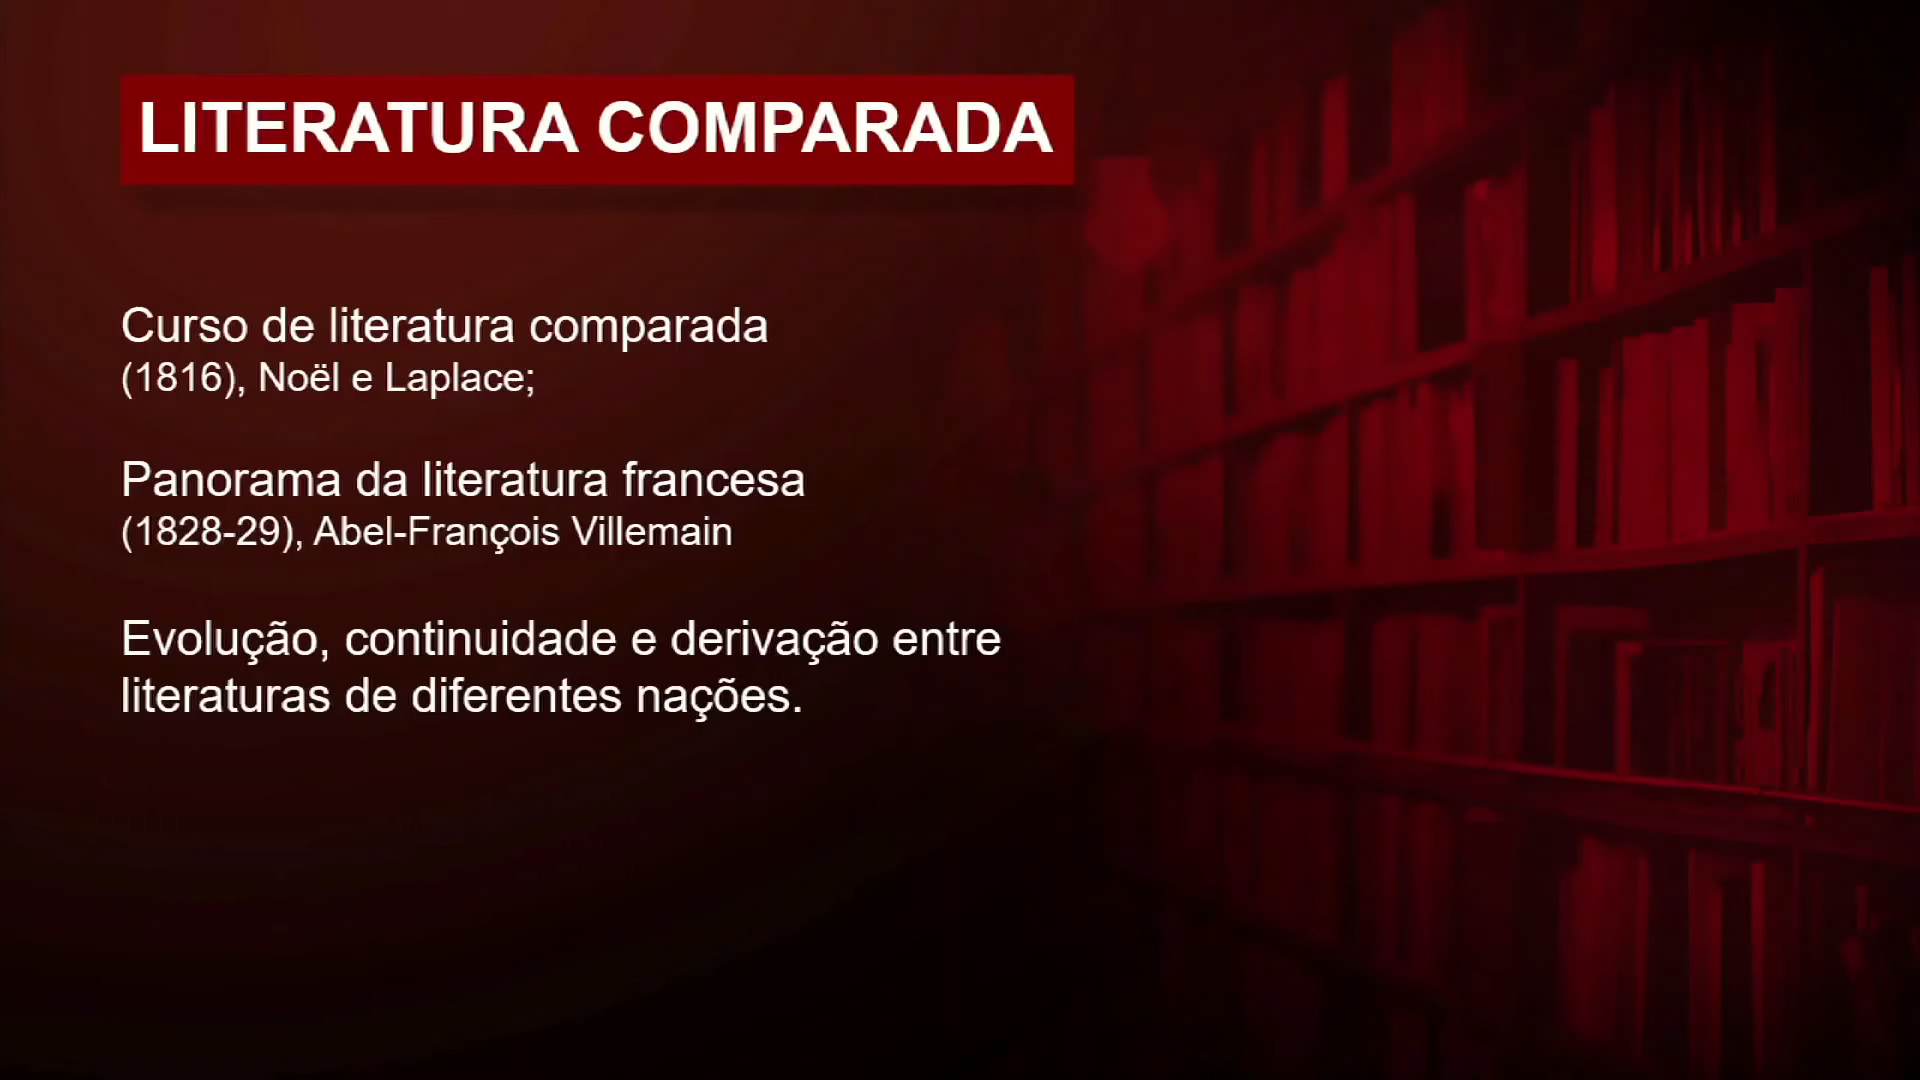 LITERATURA COMPARADA
Curso de literatura comparada
(1816), Noël e Laplace;
Panorama da literatura francesa
(1828-29), Abel-François Villemain
Evolução, continuidade e derivação entre
literaturas de diferentes nações.